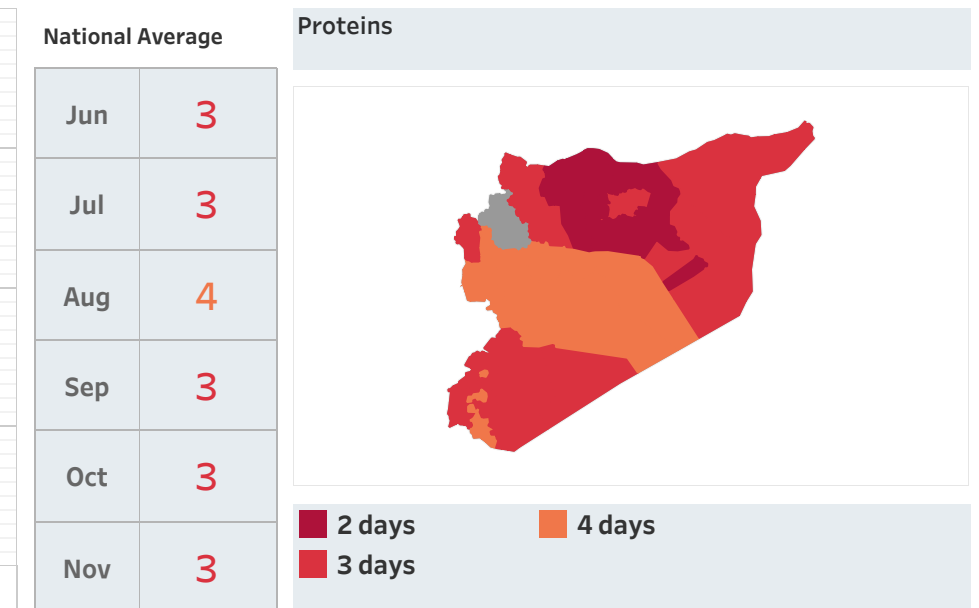 National Average
Jun 3
Jul 3
Aug 4
Sep 3
Oct 3
Nov 3
Proteins
2 days
4 days
3 days